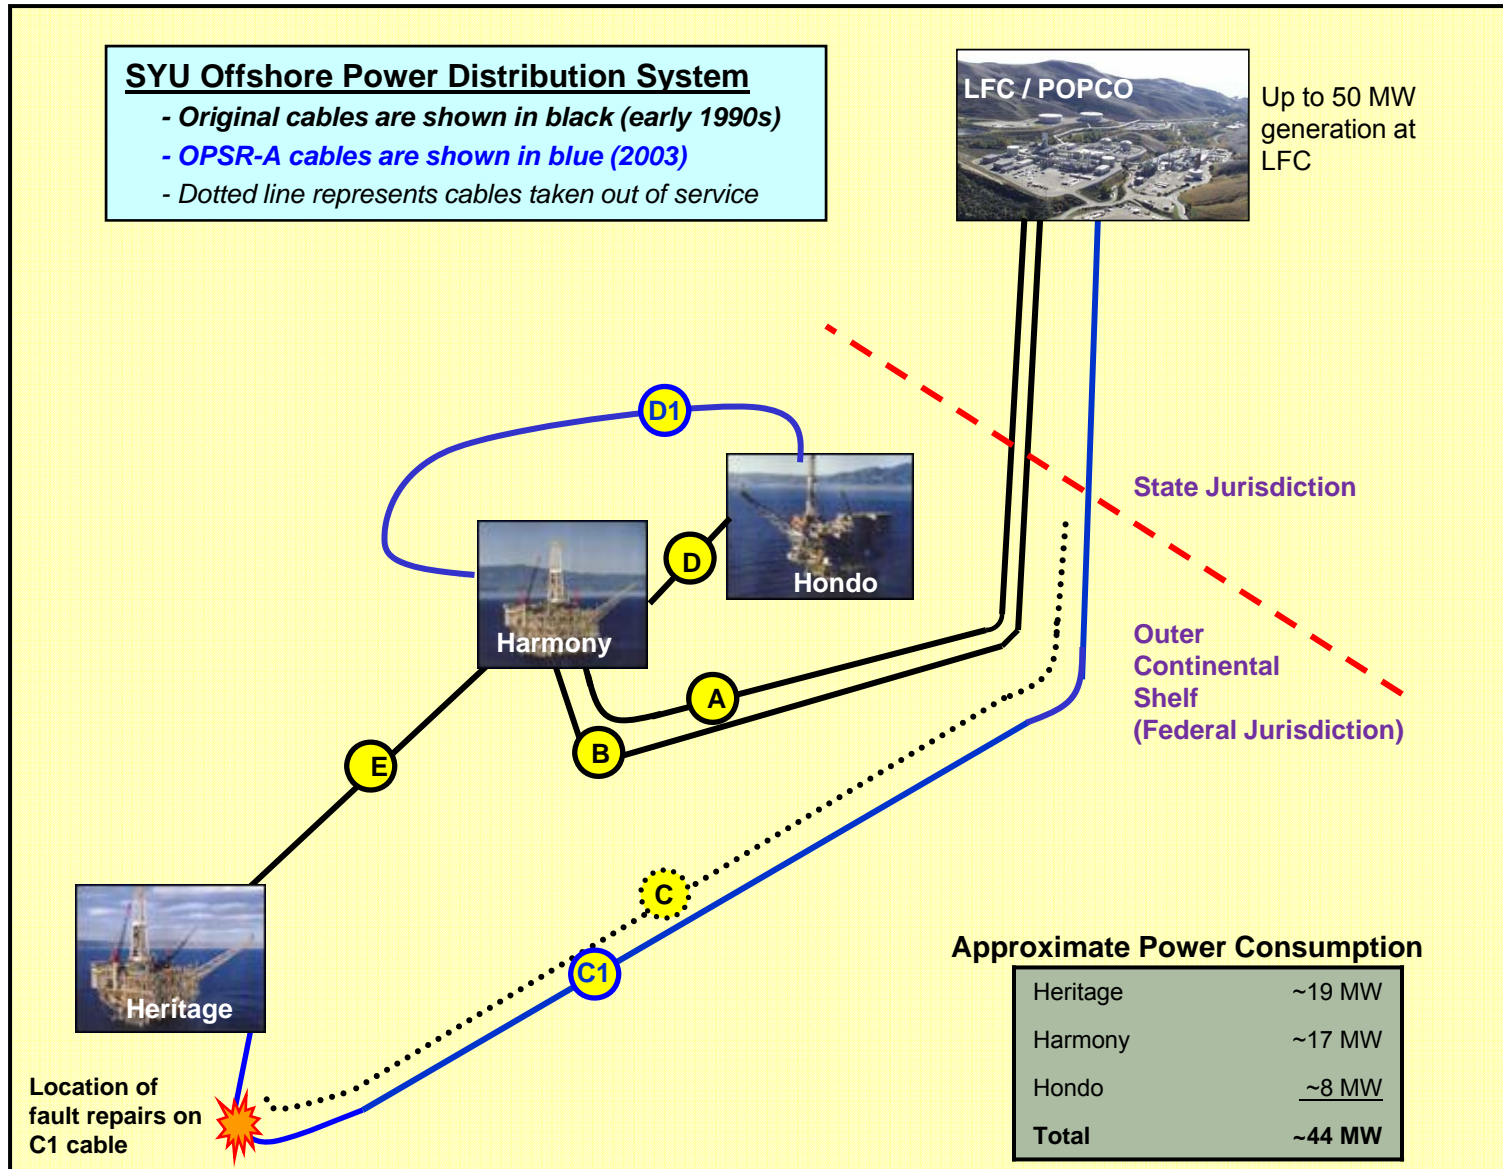 SYU Offshore Power Distribution System
- Original cables are shown in black (early 1990s)
- OPSR-A cables are shown in blue (2003)
- Dotted line represents cables taken out of service
LFC / POPCO
Up to 50 MW
generation at
LFC
D1
State Jurisdiction
D
Hondo
Harmony
Outer
Continental
Shelf
(Federal Jurisdiction)
A
B
E
C
C1
Heritage
Location of
fault repairs on
C1 cable
Approximate Power Consumption
Heritage ~19 MW
Harmony ~17 MW
Hondo ~8 MW
Total ~44 MW